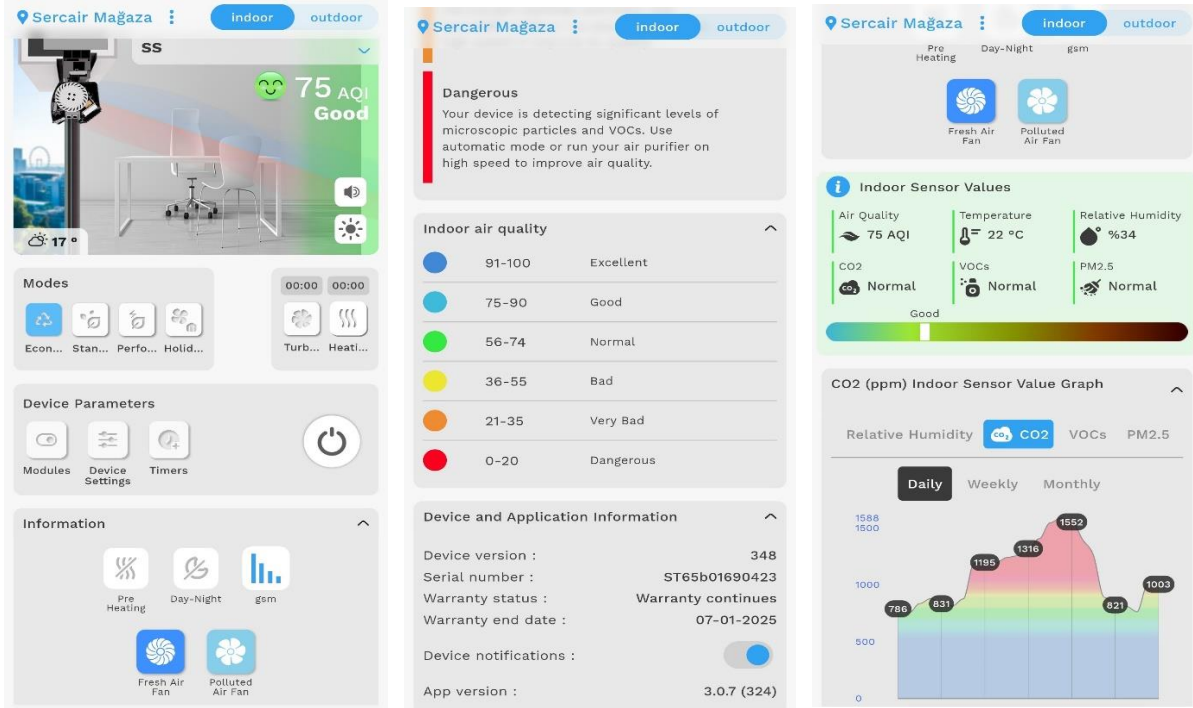 Sercair Mağaza
indoor
outdoor
SS
75 AQI
Good
17 °
Modes
00:00 00:00
Econ... Stan... Perfo... Holid...
Turb... Heati...
Device Parameters
Modules
Device
Settings
Timers
Information
Pre
Heating
Day-Night
gsm
Fresh Air
Fan
Polluted
Air Fan
Sercair Mağaza
indoor
outdoor
Dangerous
Your device is detecting significant levels of
microscopic particles and VOCs. Use
automatic mode or run your air purifier on
high speed to improve air quality.
Indoor air quality
91-100 Excellent
75-90 Good
56-74 Normal
36-55 Bad
21-35 Very Bad
0-20 Dangerous
Device and Application Information
Device version : 348
Serial number : ST65b01690423
Warranty status : Warranty continues
Warranty end date : 07-01-2025
Device notifications :
App version : 3.0.7 (324)
Sercair Mağaza
indoor
outdoor
Pre
Heating
Day-Night
gsm
Fresh Air
Fan
Polluted
Air Fan
Indoor Sensor Values
Air Quality
75 AQI
Temperature
22 °C
Relative Humidity
%34
CO2
CO₂
Normal
VOCs
Normal
PM2.5
Normal
Good
CO2 (ppm) Indoor Sensor Value Graph
Relative Humidity
CO₂ CO2
VOCs
PM2.5
Daily
Weekly
Monthly
1588
1500
1000
500
0
786
831
1195
1316
1552
821
1003